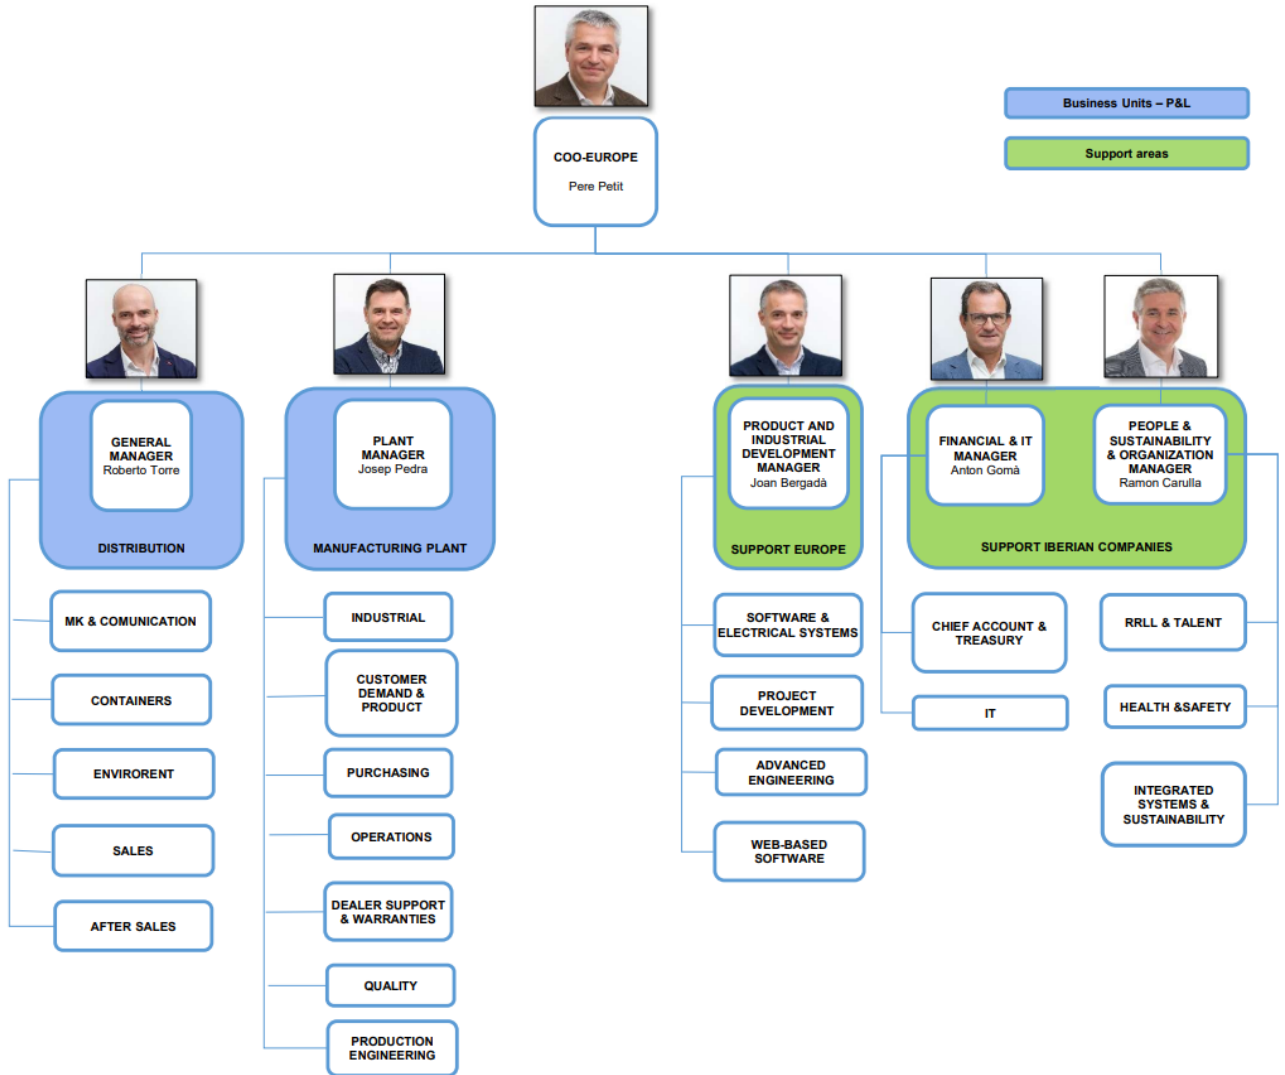 COO-EUROPE
Pere Petit
Business Units – P&L
Support areas
GENERAL
MANAGER
Roberto Torre
DISTRIBUTION
PLANT
MANAGER
Josep Pedra
MANUFACTURING PLANT
PRODUCT AND
INDUSTRIAL
DEVELOPMENT
MANAGER
Joan Bergadà
SUPPORT EUROPE
FINANCIAL & IT
MANAGER
Anton Gomà
PEOPLE &
SUSTAINABILITY
& ORGANIZATION
MANAGER
Ramon Carulla
SUPPORT IBERIAN COMPANIES
MK & COMUNICATION
CONTAINERS
ENVIRORENT
SALES
AFTER SALES
INDUSTRIAL
CUSTOMER
DEMAND &
PRODUCT
PURCHASING
OPERATIONS
DEALER SUPPORT
& WARRANTIES
QUALITY
PRODUCTION
ENGINEERING
SOFTWARE &
ELECTRICAL SYSTEMS
PROJECT
DEVELOPMENT
ADVANCED
ENGINEERING
WEB-BASED
SOFTWARE
CHIEF ACCOUNT &
TREASURY
IT
RRLL & TALENT
HEALTH &SAFETY
INTEGRATED
SYSTEMS &
SUSTAINABILITY